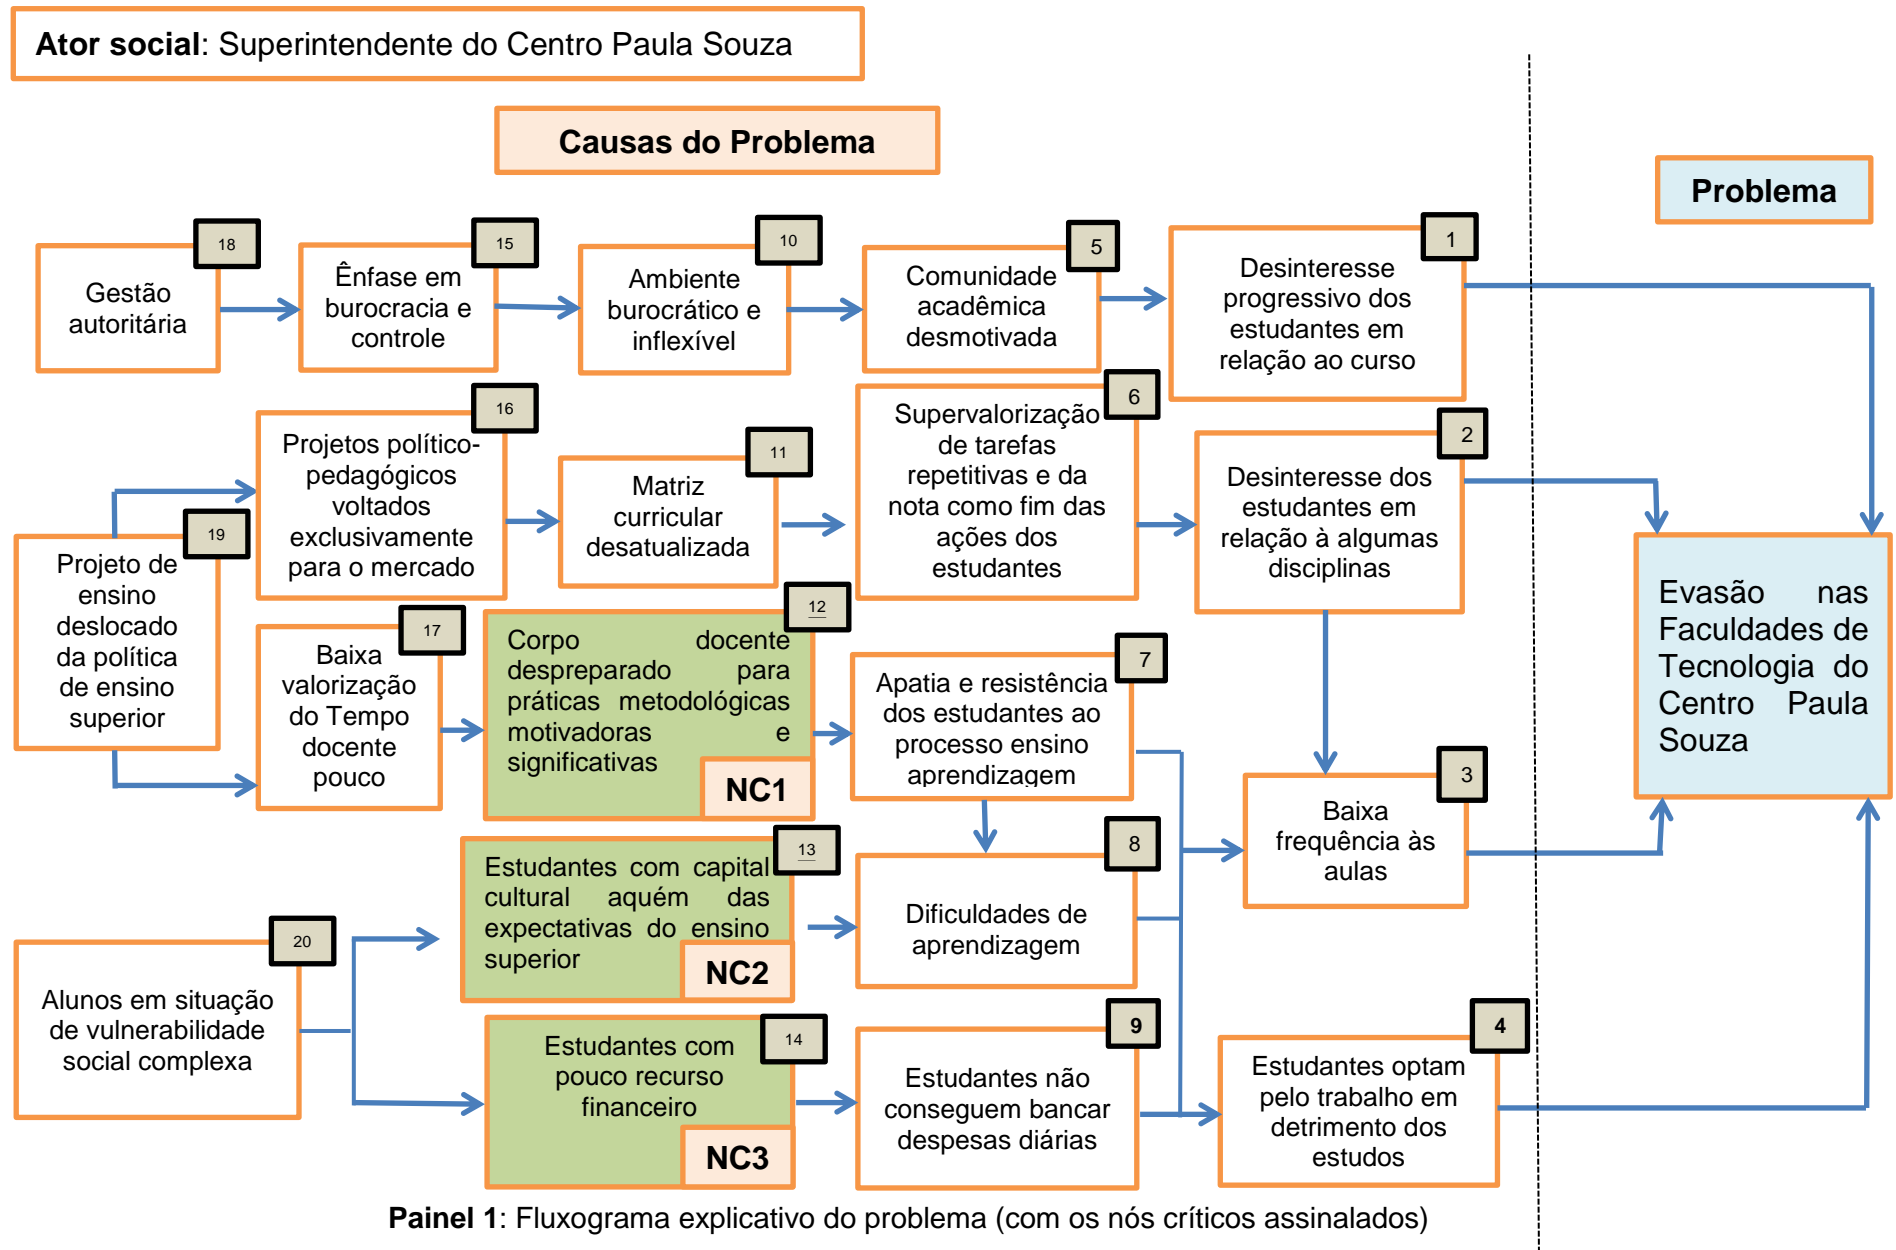 Ator social: Superintendente do Centro Paula Souza
Causas do Problema
Problema
18
Gestão
autoritária
15
Ênfase em
burocracia e
controle
10
Ambiente
burocrático e
inflexível
5
Comunidade
acadêmica
desmotivada
1
Desinteresse
progressivo dos
estudantes em
relação ao curso
16
Projetos político-
pedagógicos
voltados
exclusivamente
para o mercado
11
Matriz
curricular
desatualizada
6
Supervalorização
de tarefas
repetitivas e da
nota como fim das
ações dos
estudantes
2
Desinteresse dos
estudantes em
relação à algumas
disciplinas
19
Projeto de
ensino
deslocado
da política
de ensino
superior
17
Baixa
valorização
do Tempo
docente
pouco
12
Corpo docente
despreparado para
práticas metodológicas
motivadoras e
significativas
NC1
7
Apatia e resistência
dos estudantes ao
processo ensino
aprendizagem
3
Baixa
frequência às
aulas
Evasão nas
Faculdades de
Tecnologia do
Centro Paula
Souza
13
Estudantes com capital
cultural aquém das
expectativas do ensino
superior
NC2
8
Dificuldades de
aprendizagem
20
Alunos em situação
de vulnerabilidade
social complexa
14
Estudantes com
pouco recurso
financeiro
NC3
9
Estudantes não
conseguem bancar
despesas diárias
4
Estudantes optam
pelo trabalho em
detrimento dos
estudos
Painel 1: Fluxograma explicativo do problema (com os nós críticos assinalados)